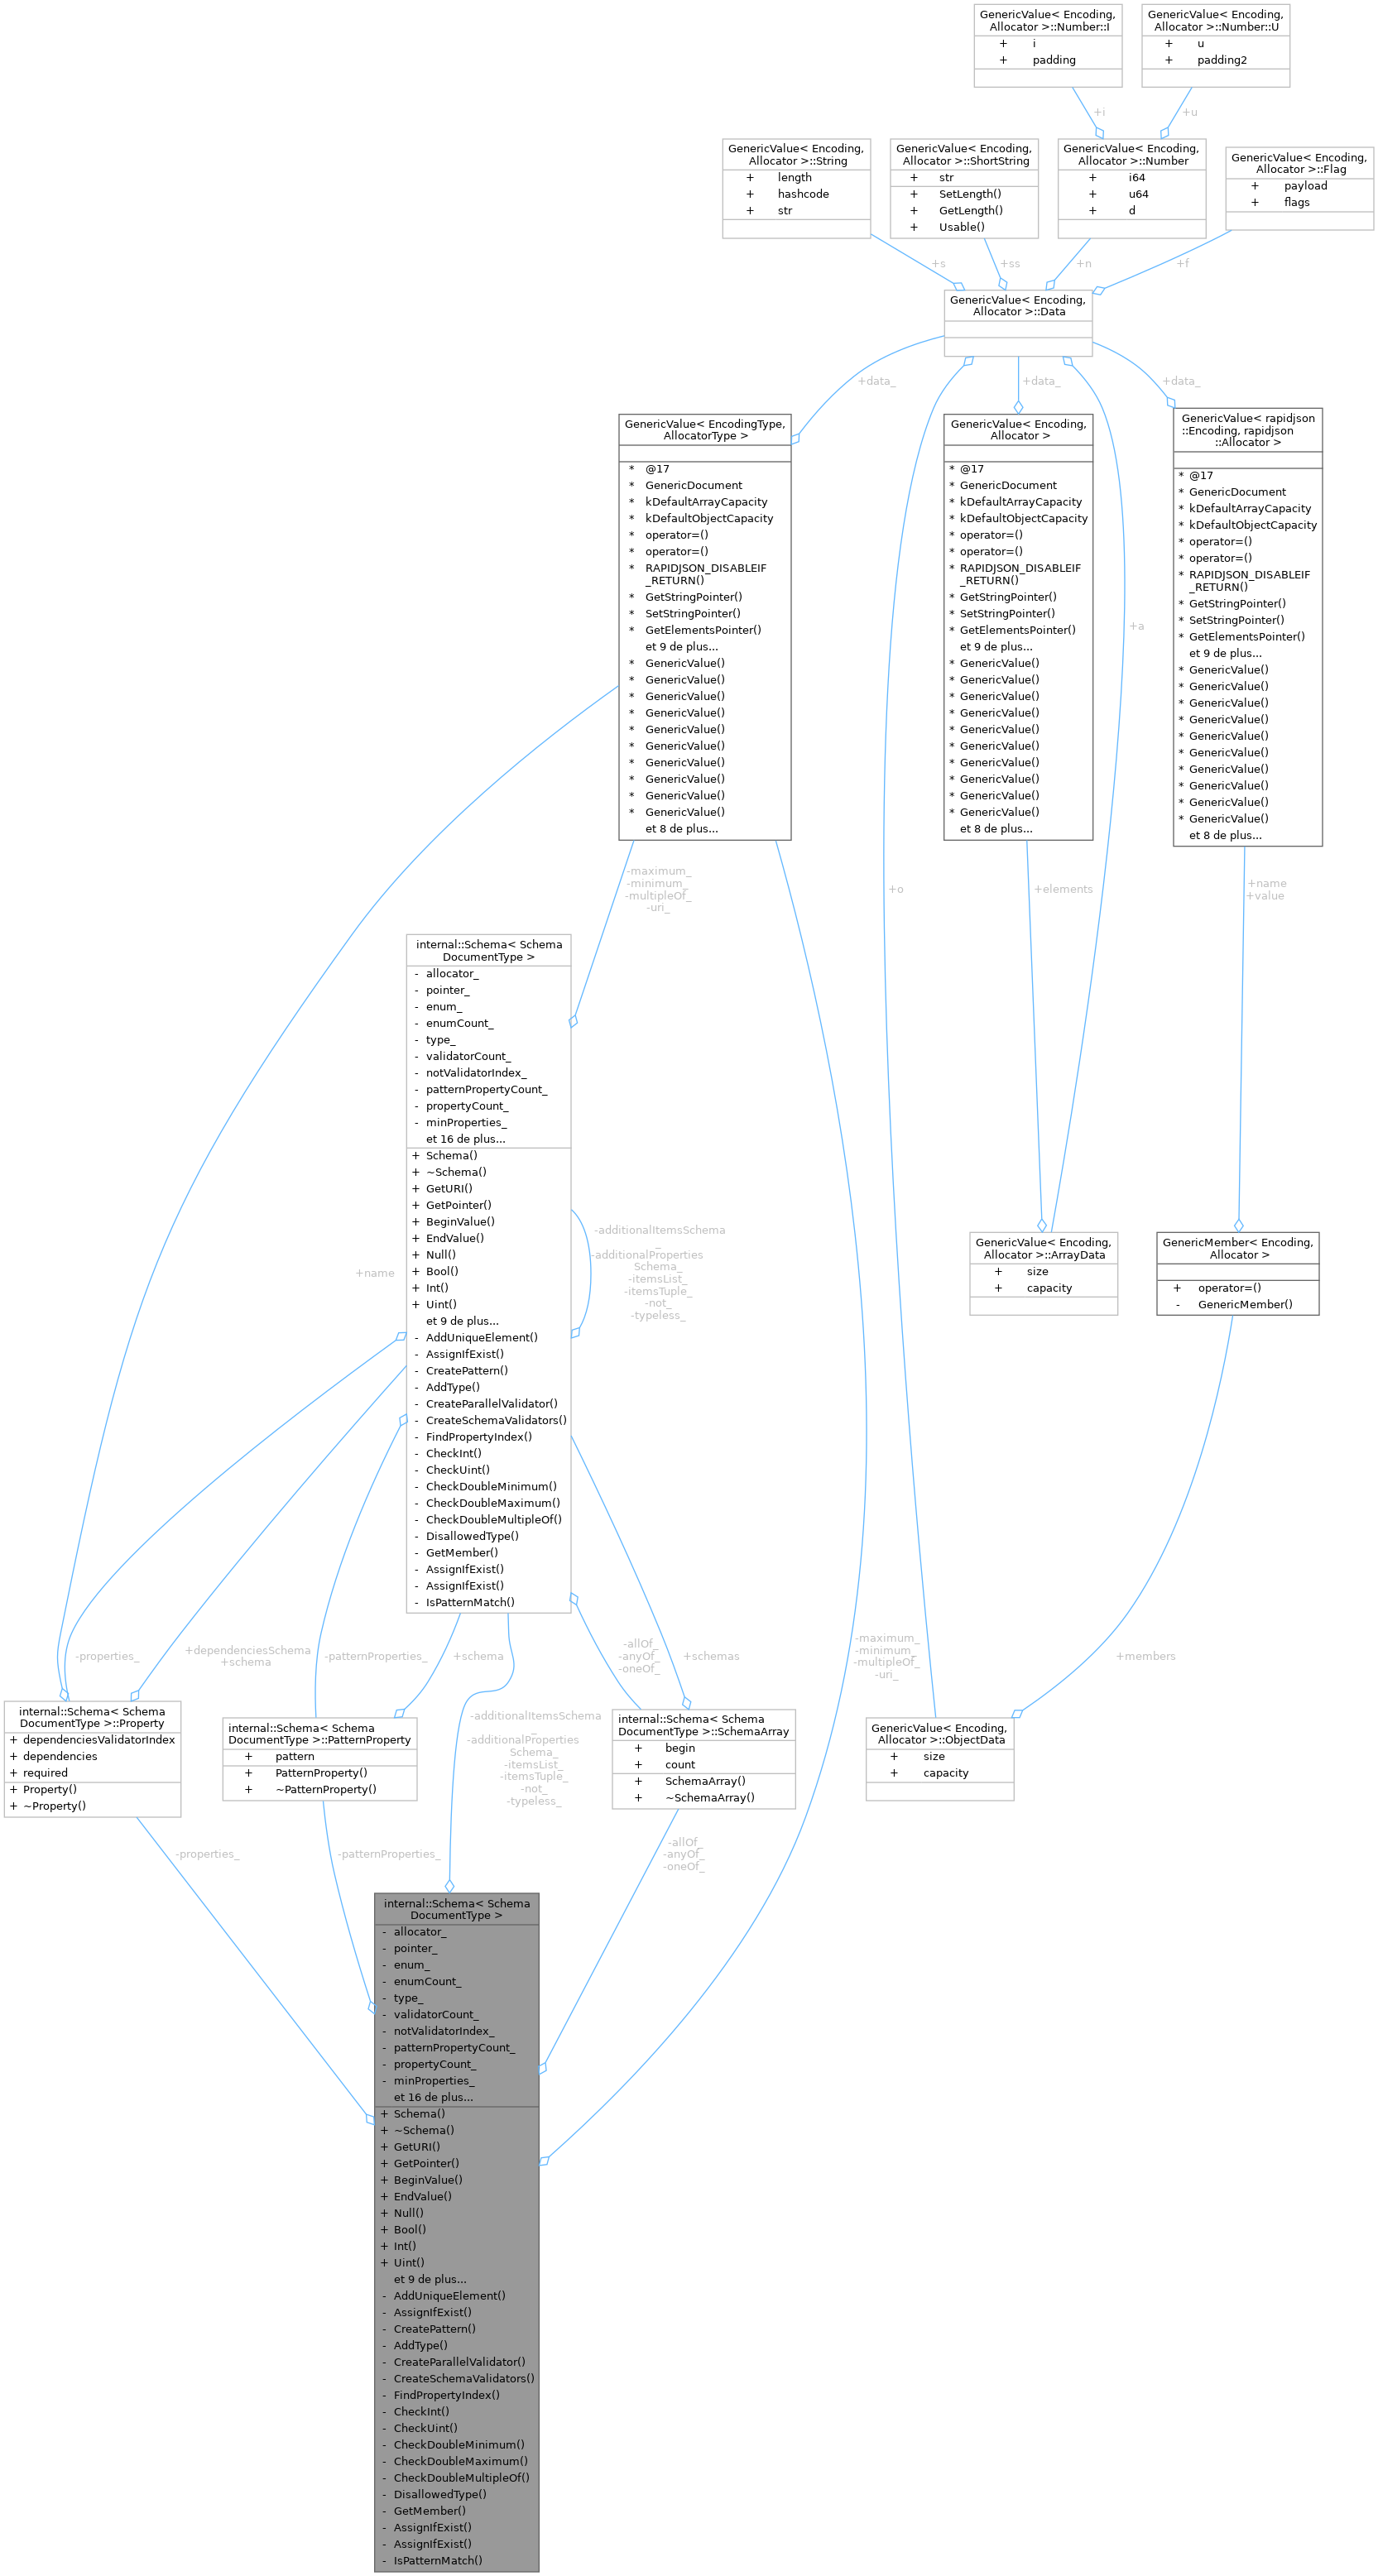 GenericValue< Encoding,
Allocator >::Number::I
+ i
+ padding
GenericValue< Encoding,
Allocator >::Number::U
+ u
+ padding2
+i
+u
GenericValue< Encoding,
Allocator >::String
+ length
+ hashcode
+ str
GenericValue< Encoding,
Allocator >::ShortString
+ str
+ SetLength()
+ GetLength()
+ Usable()
GenericValue< Encoding,
Allocator >::Number
+ i64
+ u64
+ d
GenericValue< Encoding,
Allocator >::Flag
+ payload
+ flags
+s
+ss
+n
+f
GenericValue< Encoding,
Allocator >::Data
+data_
+data_
+data_
GenericValue< EncodingType,
AllocatorType >
* @17
* GenericDocument
* kDefaultArrayCapacity
* kDefaultObjectCapacity
* operator=()
* operator=()
* RAPIDJSON_DISABLEIF
_RETURN()
* GetStringPointer()
* SetStringPointer()
* GetElementsPointer()
et 9 de plus...
* GenericValue()
* GenericValue()
* GenericValue()
* GenericValue()
* GenericValue()
* GenericValue()
* GenericValue()
* GenericValue()
* GenericValue()
* GenericValue()
et 8 de plus...
GenericValue< Encoding,
Allocator >
* @17
* GenericDocument
* kDefaultArrayCapacity
* kDefaultObjectCapacity
* operator=()
* operator=()
* RAPIDJSON_DISABLEIF
_RETURN()
* GetStringPointer()
* SetStringPointer()
* GetElementsPointer()
et 9 de plus...
* GenericValue()
* GenericValue()
* GenericValue()
* GenericValue()
* GenericValue()
* GenericValue()
* GenericValue()
* GenericValue()
* GenericValue()
* GenericValue()
et 8 de plus...
GenericValue< rapidjson
::Encoding, rapidjson
::Allocator >
* @17
* GenericDocument
* kDefaultArrayCapacity
* kDefaultObjectCapacity
* operator=()
* operator=()
* RAPIDJSON_DISABLEIF
_RETURN()
* GetStringPointer()
* SetStringPointer()
* GetElementsPointer()
et 9 de plus...
* GenericValue()
* GenericValue()
* GenericValue()
* GenericValue()
* GenericValue()
* GenericValue()
* GenericValue()
* GenericValue()
* GenericValue()
* GenericValue()
et 8 de plus...
+a
-maximum_
-minimum_
-multipleOf_
-uri_
+o
+elements
+name
+value
internal::Schema< Schema
DocumentType >
- allocator_
- pointer_
- enum_
- enumCount_
- type_
- validatorCount_
- notValidatorIndex_
- patternPropertyCount_
- propertyCount_
- minProperties_
et 16 de plus...
+ Schema()
+ ~Schema()
+ GetURI()
+ GetPointer()
+ BeginValue()
+ EndValue()
+ Null()
+ Bool()
+ Int()
+ Uint()
et 9 de plus...
- AddUniqueElement()
- AssignIfExist()
- CreatePattern()
- AddType()
- CreateParallelValidator()
- CreateSchemaValidators()
- FindPropertyIndex()
- CheckInt()
- CheckUint()
- CheckDoubleMinimum()
- CheckDoubleMaximum()
- CheckDoubleMultipleOf()
- DisallowedType()
- GetMember()
- AssignIfExist()
- AssignIfExist()
- IsPatternMatch()
-additionalItemsSchema
_
-additionalProperties
Schema_
-itemsList_
-itemsTuple_
-not_
-typeless_
+name
GenericValue< Encoding,
Allocator >::ArrayData
+ size
+ capacity
GenericMember< Encoding,
Allocator >
+ operator=()
- GenericMember()
-properties_
+dependenciesSchema
+schema
-patternProperties_
+schema
-allOf_
-anyOf_
-oneOf_
+schemas
-maximum_
-minimum_
-multipleOf_
-uri_
+members
internal::Schema< Schema
DocumentType >::Property
+ dependenciesValidatorIndex
+ dependencies
+ required
+ Property()
+ ~Property()
internal::Schema< Schema
DocumentType >::PatternProperty
+ pattern
+ PatternProperty()
+ ~PatternProperty()
-additionalItemsSchema
_
-additionalProperties
Schema_
-itemsList_
-itemsTuple_
-not_
-typeless_
internal::Schema< Schema
DocumentType >::SchemaArray
+ begin
+ count
+ SchemaArray()
+ ~SchemaArray()
GenericValue< Encoding,
Allocator >::ObjectData
+ size
+ capacity
-properties_
-patternProperties_
-allOf_
-anyOf_
-oneOf_
internal::Schema< Schema
DocumentType >
- allocator_
- pointer_
- enum_
- enumCount_
- type_
- validatorCount_
- notValidatorIndex_
- patternPropertyCount_
- propertyCount_
- minProperties_
et 16 de plus...
+ Schema()
+ ~Schema()
+ GetURI()
+ GetPointer()
+ BeginValue()
+ EndValue()
+ Null()
+ Bool()
+ Int()
+ Uint()
et 9 de plus...
- AddUniqueElement()
- AssignIfExist()
- CreatePattern()
- AddType()
- CreateParallelValidator()
- CreateSchemaValidators()
- FindPropertyIndex()
- CheckInt()
- CheckUint()
- CheckDoubleMinimum()
- CheckDoubleMaximum()
- CheckDoubleMultipleOf()
- DisallowedType()
- GetMember()
- AssignIfExist()
- AssignIfExist()
- IsPatternMatch()